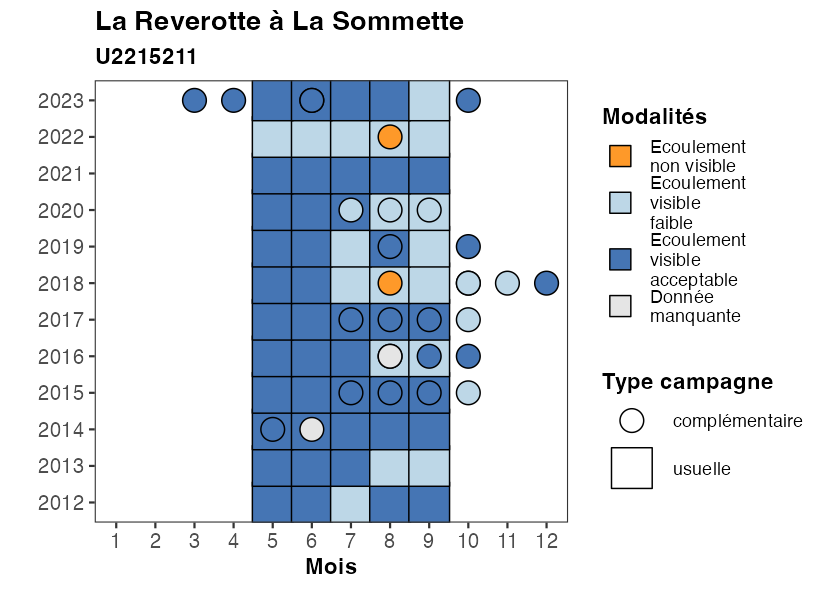 La Reverotte à La Sommette
U2215211
2023
2022
2021
2020
2019
2018
2017
2016
2015
2014
2013
2012
1 2 3 4 5 6 7 8 9 10 11 12
Mois
Modalités
Ecoulement
non visible
Ecoulement
visible
faible
Ecoulement
visible
acceptable
Donnée
manquante
Type campagne
complémentaire
usuelle